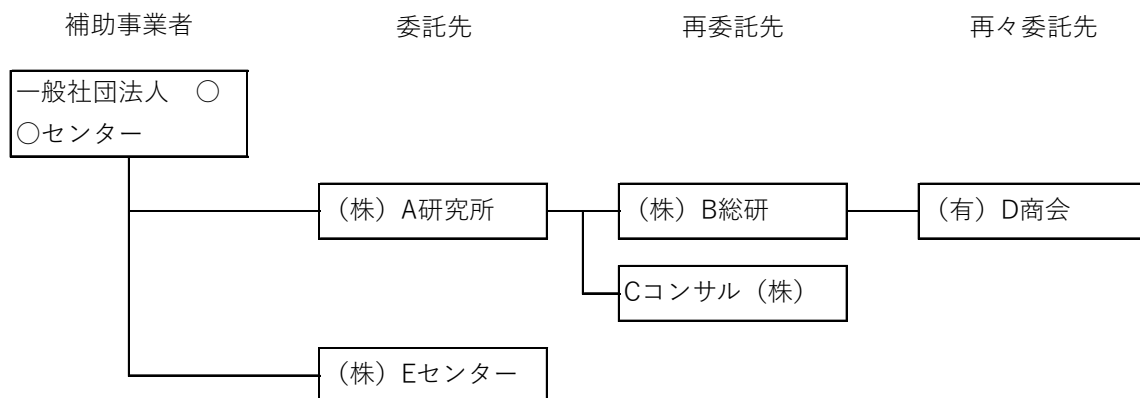 補助事業者 委託先 再委託先 再々委託先
一般社団法人　○
○センター
（株）A研究所 （株）B総研 （有）D商会
Cコンサル（株）
（株）Eセンター